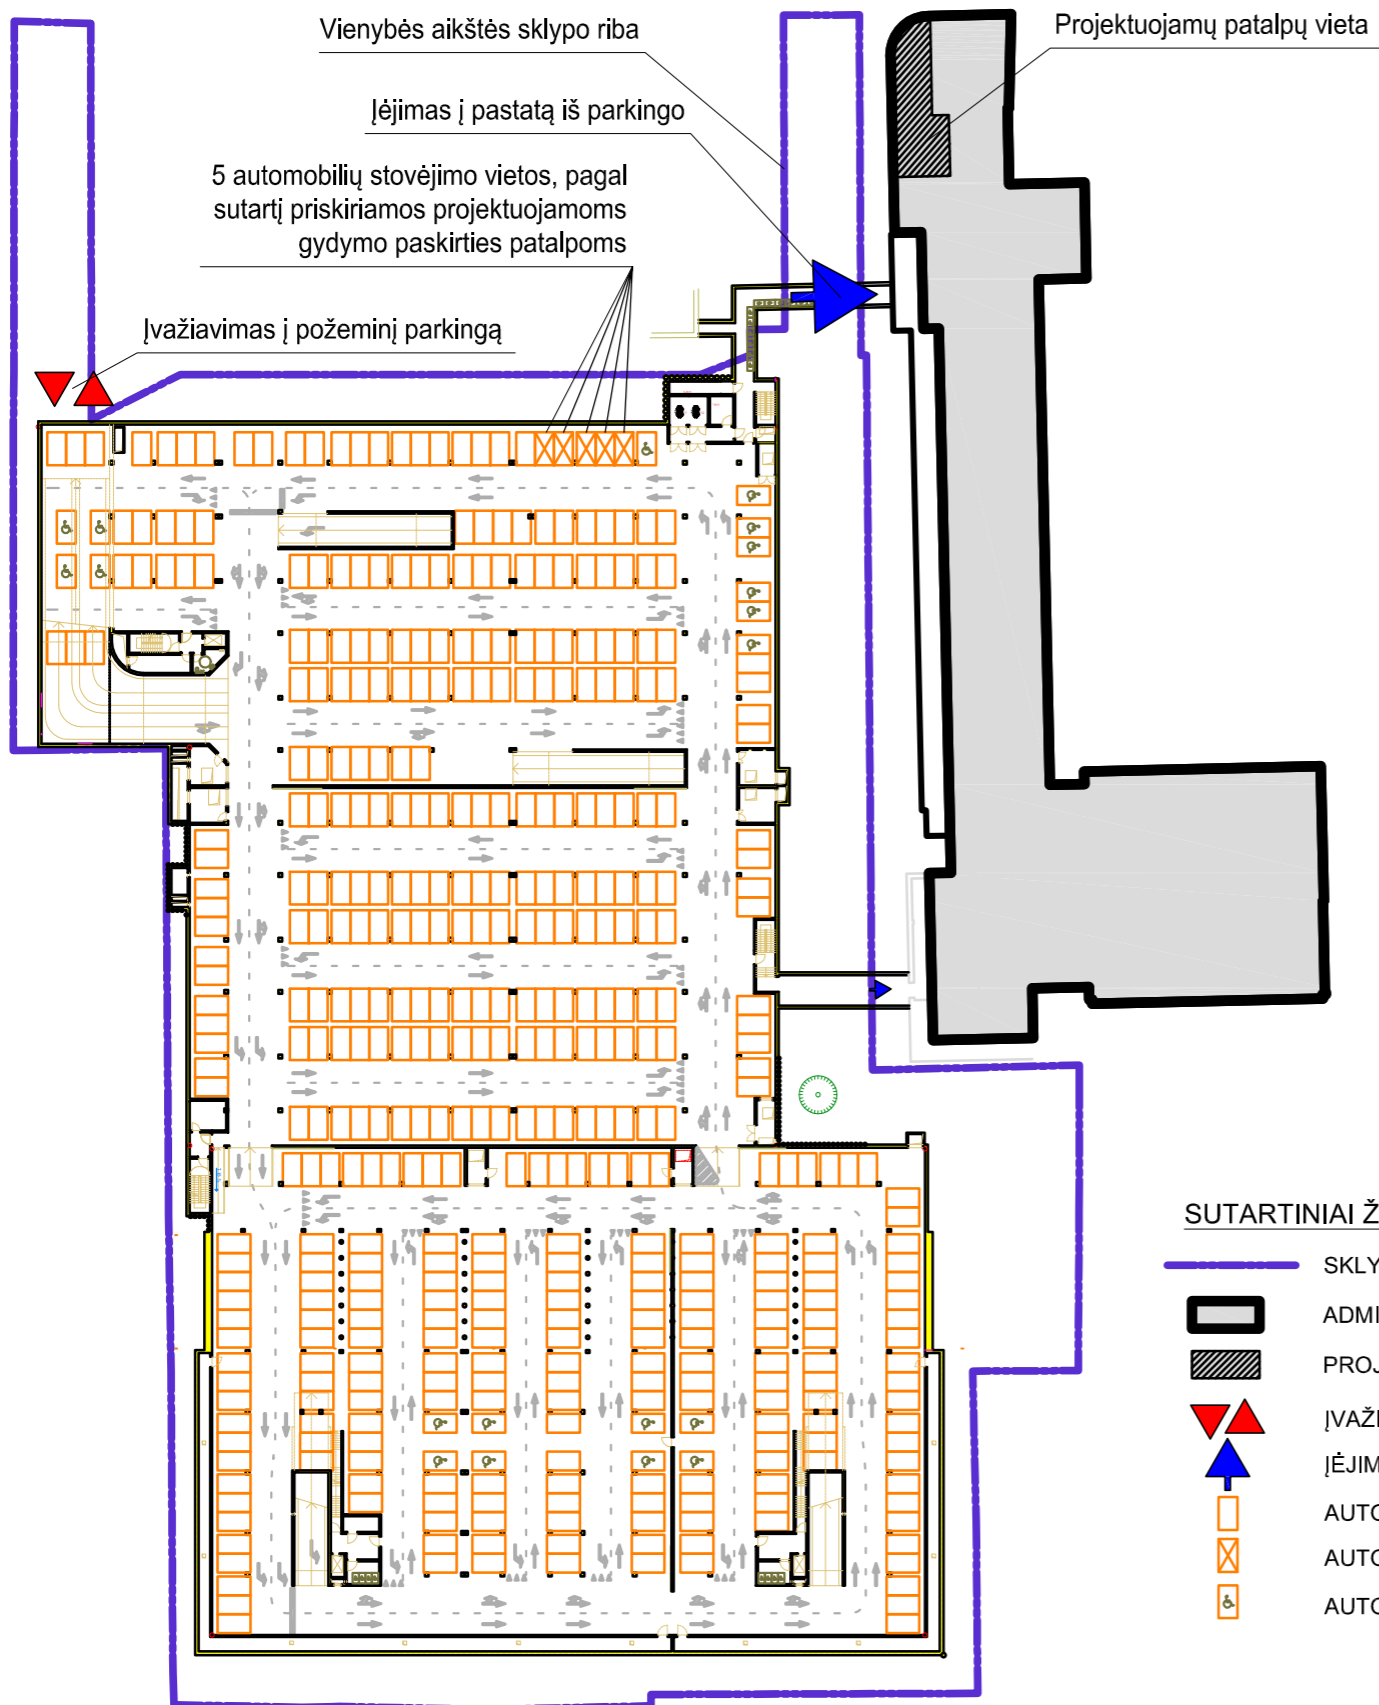 Vienybės aikštės sklypo riba
Projektuojamų patalpų vieta
Įėjimas į pastatą iš parkingo
5 automobilių stovėjimo vietos, pagal
sutartį priskiriamos projektuojamoms
gydymo paskirties patalpoms
Įvažiavimas į požeminį parkingą
SUTARTINIAI Ž
SKLY
ADMI
PROJ
ĮVAŽI
ĮĖJIM
AUTO
AUTO
AUTO